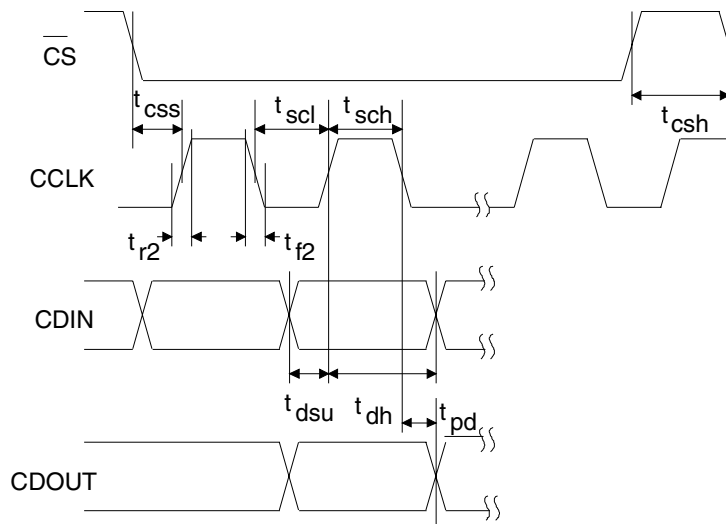 CS
t css
t scl
t sch
t csh
CCLK
t r2
t f2
CDIN
t dsu
t dh
t pd
CDOUT